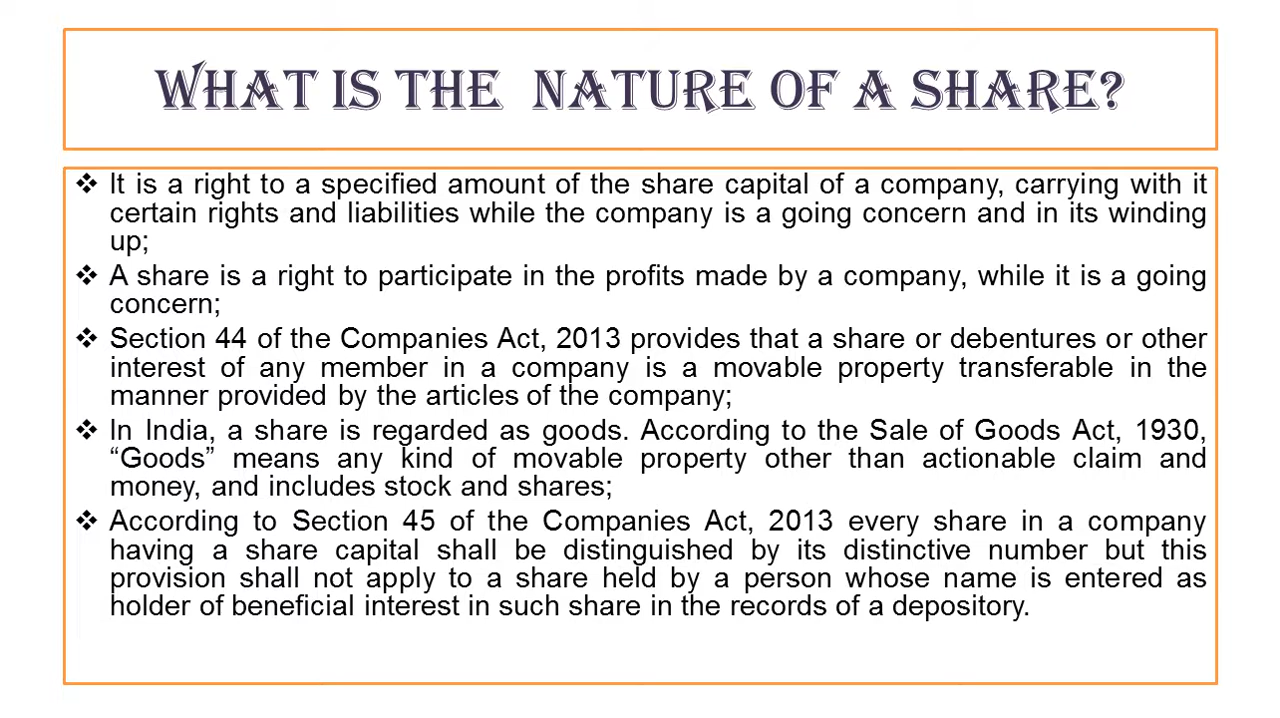 WHAT IS THE NATURE OF A SHARE?
❖ It is a right to a specified amount of the share capital of a company, carrying with it
certain rights and liabilities while the company is a going concern and in its winding
up;
❖ A share is a right to participate in the profits made by a company, while it is a going
concern;
❖ Section 44 of the Companies Act, 2013 provides that a share or debentures or other
interest of any member in a company is a movable property transferable in the
manner provided by the articles of the company;
❖ In India, a share is regarded as goods. According to the Sale of Goods Act, 1930,
“Goods” means any kind of movable property other than actionable claim and
money, and includes stock and shares;
❖ According to Section 45 of the Companies Act, 2013 every share in a company
having a share capital shall be distinguished by its distinctive number but this
provision shall not apply to a share held by a person whose name is entered as
holder of beneficial interest in such share in the records of a depository.